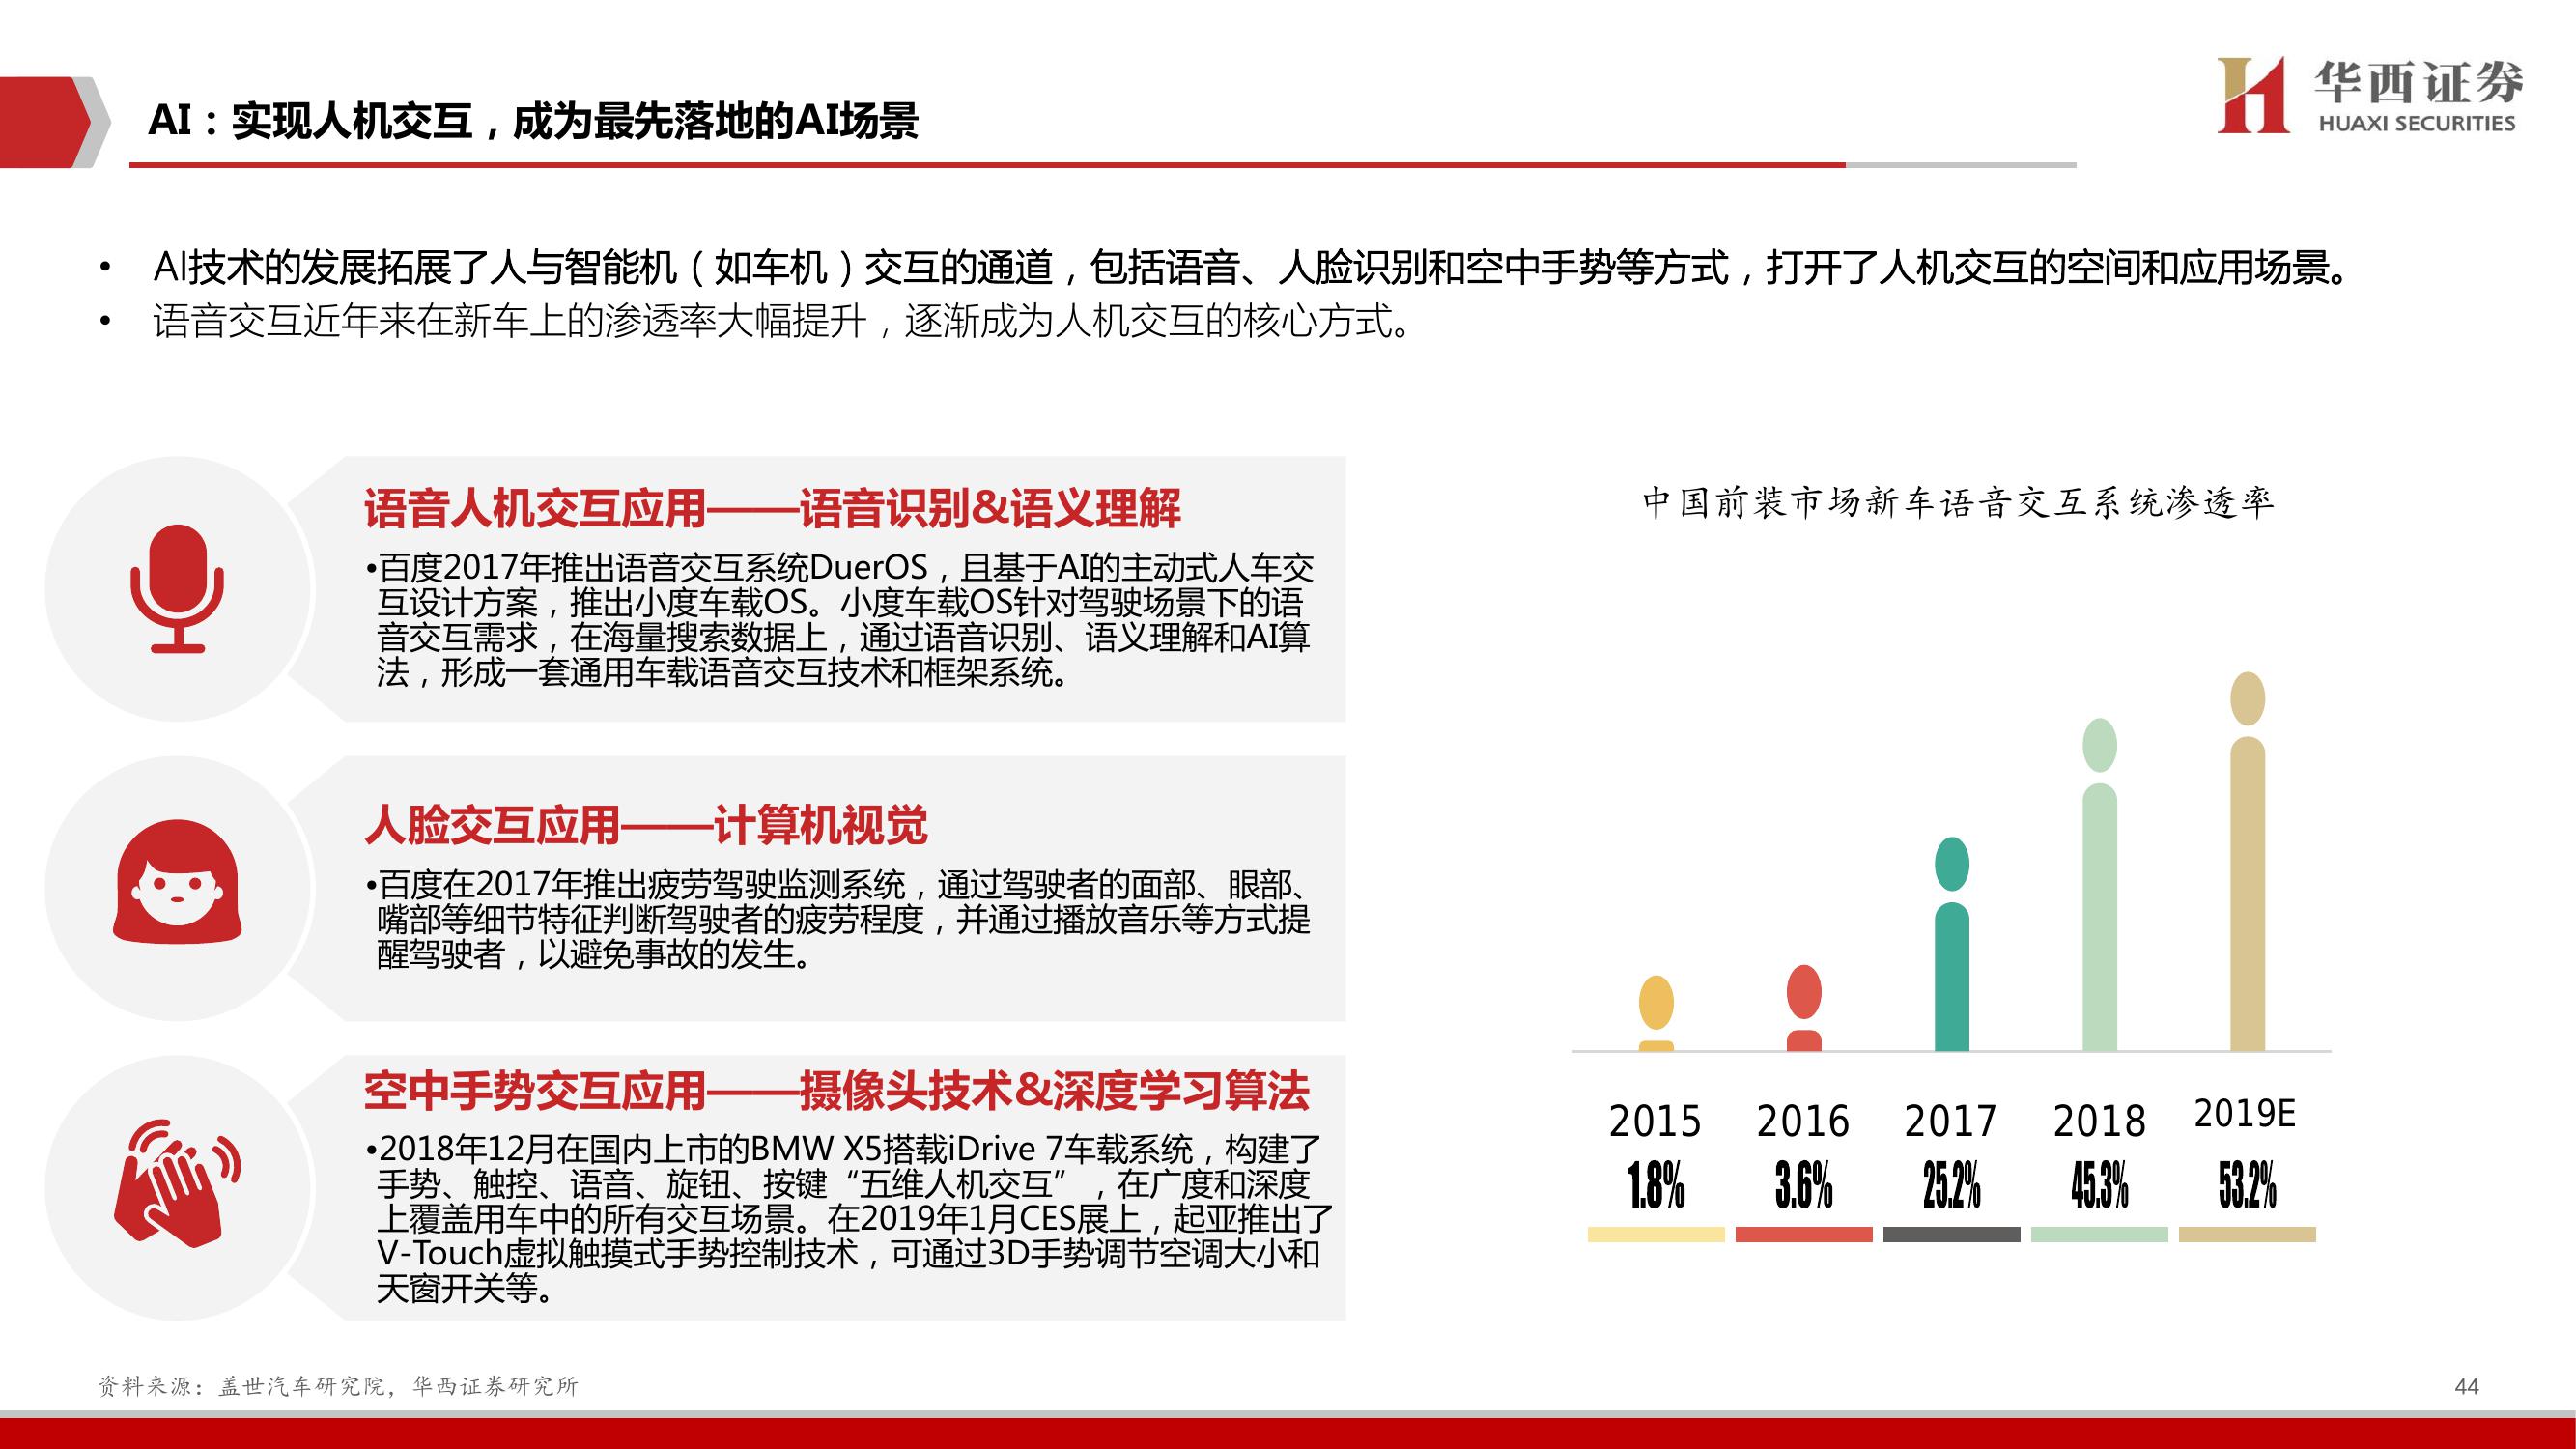 AI：实现人机交互，成为最先落地的AI场景
华西证券
HUAXI SECURITIES
• AI技术的发展拓展了人与智能机（如车机）交互的通道，包括语音、人脸识别和空中手势等方式，打开了人机交互的空间和应用场景。
• 语音交互近年来在新车上的渗透率大幅提升，逐渐成为人机交互的核心方式。
语音人机交互应用——语音识别&语义理解
•百度2017年推出语音交互系统DuerOS，且基于AI的主动式人车交
互设计方案，推出小度车载OS。小度车载OS针对驾驶场景下的语
音交互需求，在海量搜索数据上，通过语音识别、语义理解和AI算
法，形成一套通用车载语音交互技术和框架系统。
人脸交互应用——计算机视觉
•百度在2017年推出疲劳驾驶监测系统，通过驾驶者的面部、眼部、
嘴部等细节特征判断驾驶者的疲劳程度，并通过播放音乐等方式提
醒驾驶者，以避免事故的发生。
空中手势交互应用——摄像头技术&深度学习算法
•2018年12月在国内上市的BMW X5搭载iDrive 7车载系统，构建了
手势、触控、语音、旋钮、按键“五维人机交互”，在广度和深度
上覆盖用车中的所有交互场景。在2019年1月CES展上，起亚推出了
V-Touch虚拟触摸式手势控制技术，可通过3D手势调节空调大小和
天窗开关等。
中国前装市场新车语音交互系统渗透率
2015 2016 2017 2018 2019E
1.8% 3.6% 25.2% 45.3% 53.2%
资料来源：盖世汽车研究院，华西证券研究所
44